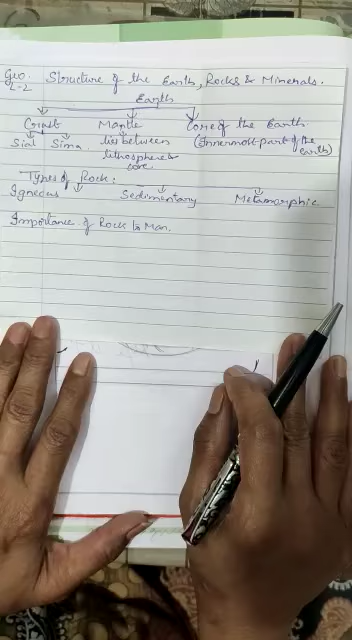 Geo. Structure of the Earth, Rocks & Minerals.
L-2
Earth
Crust Mantle Core of the Earth.
Sial Sima lies between (Innermost part of the earth)
lithosphere &
core
Types of Rock:
Igneous Sedimentary Metamorphic
Importance of Rock to Man.